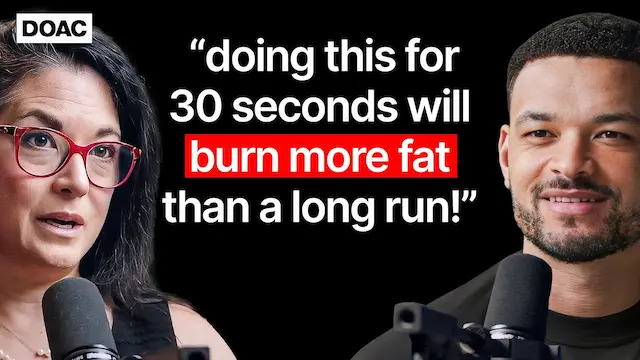 DOAC
“doing this for
30 seconds will
burn more fat
than a long run!”